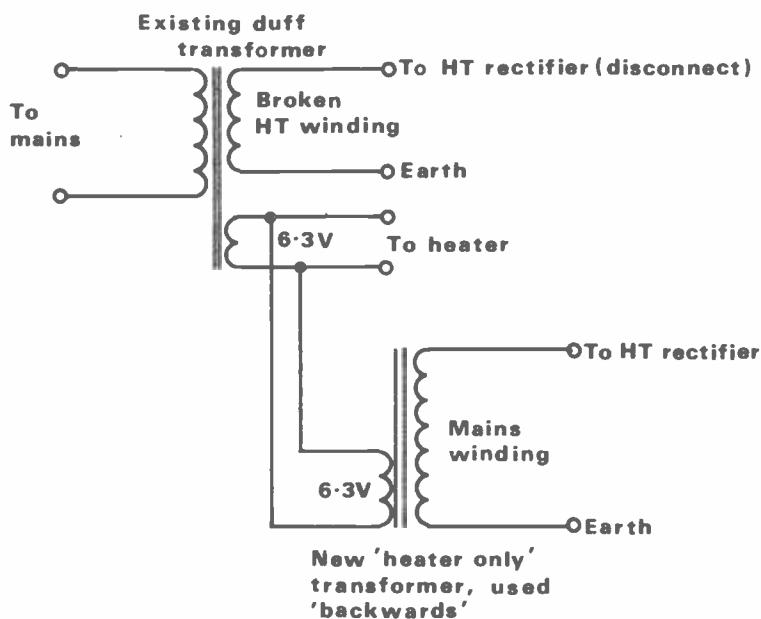 Existing duff
transformer
To HT rectifier (disconnect)
To
mains
Broken
HT winding
Earth
6·3V
To heater
To HT rectifier
Mains
winding
6·3V
Earth
New 'heater only'
transformer, used
'backwards'